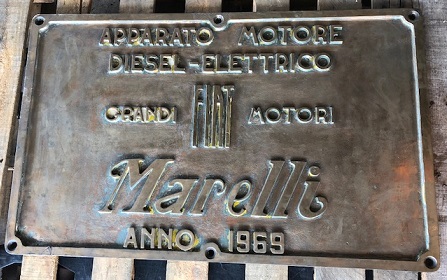 APPARATO MOTORE
DIESEL-ELETTRICO
GRANDI FIAT MOTORI
Marelli
ANNO 1969